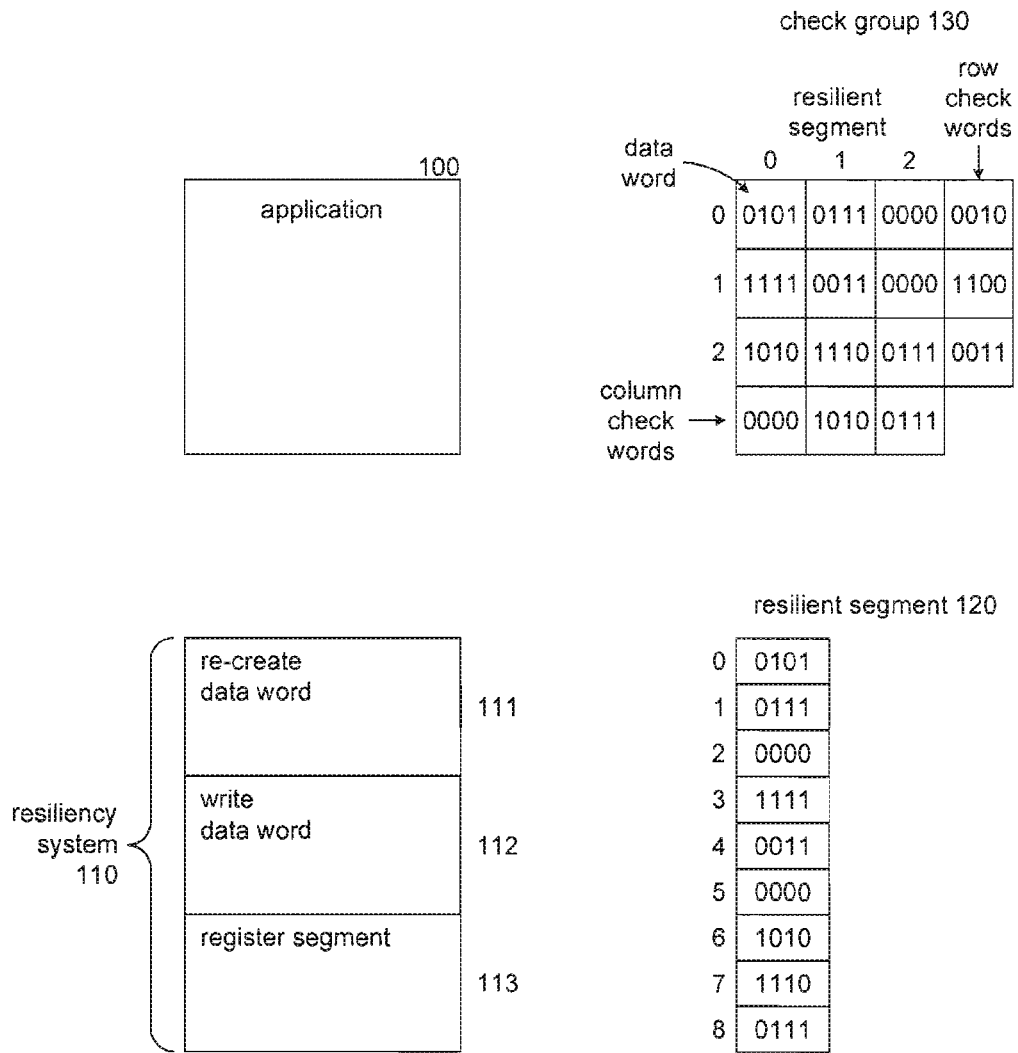 check group 130
row
check
words
resilient
segment
data
word
0 1 2
100
application
0 0101 0111 0000 0010
1 1111 0011 0000 1100
2 1010 1110 0111 0011
column
check
words
0000 1010 0111
resilient segment 120
resiliency
system
110
re-create
data word
111
write
data word
112
register segment
113
0 0101
1 0111
2 0000
3 1111
4 0011
5 0000
6 1010
7 1110
8 0111